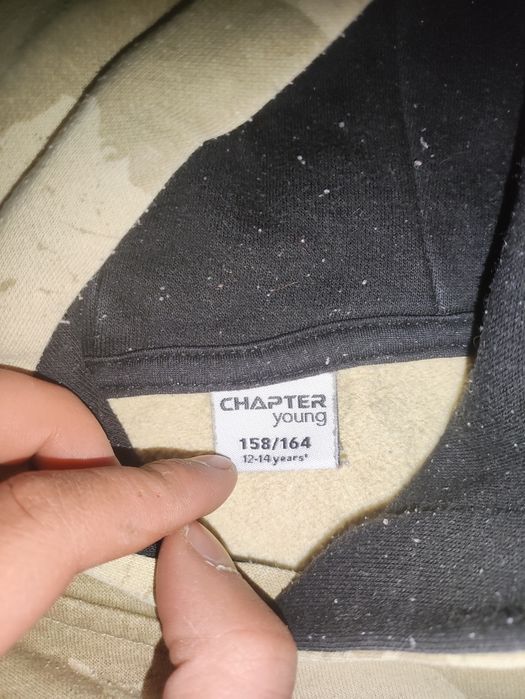 CHAPTER
young
158/164
12-14 years*